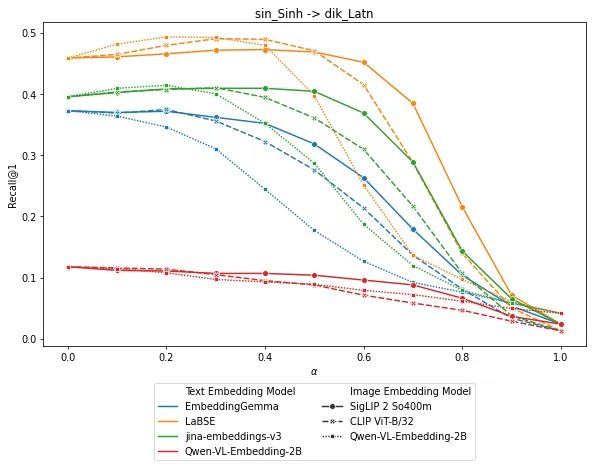 sin_Sinh -> dik_Latn
Recall@1
0.5
0.4
0.3
0.2
0.1
0.0
0.0 0.2 0.4 0.6 0.8 1.0
α
Text Embedding Model Image Embedding Model
EmbeddingGemma SigLIP 2 So400m
LaBSE CLIP ViT-B/32
jina-embeddings-v3 Qwen-VL-Embedding-2B
Qwen-VL-Embedding-2B